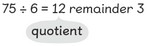 75 ÷ 6 = 12 remainder 3
quotient